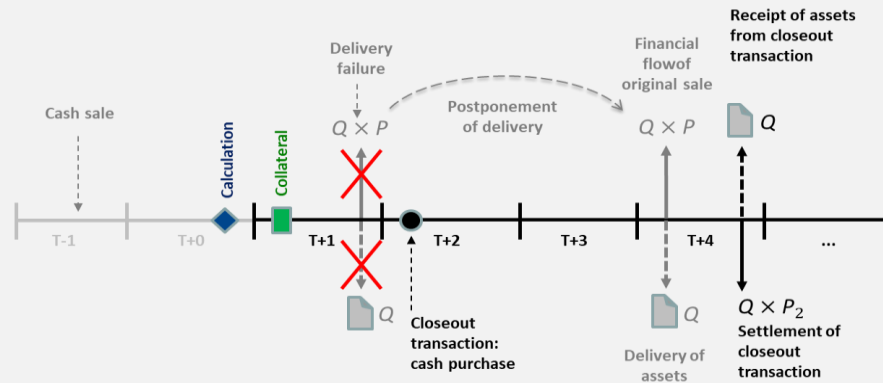 Receipt of assets
from closeout
transaction
Delivery
failure
Financial
flowof
original sale
Cash sale
Postponement
of delivery
Q × P
Q × P
Q
Calculation
Collateral
T-1
T+0
T+1
T+2
T+3
T+4
...
Q
Q
Q × P₂
Closeout
transaction:
cash purchase
Delivery of
assets
Settlement of
closeout
transaction